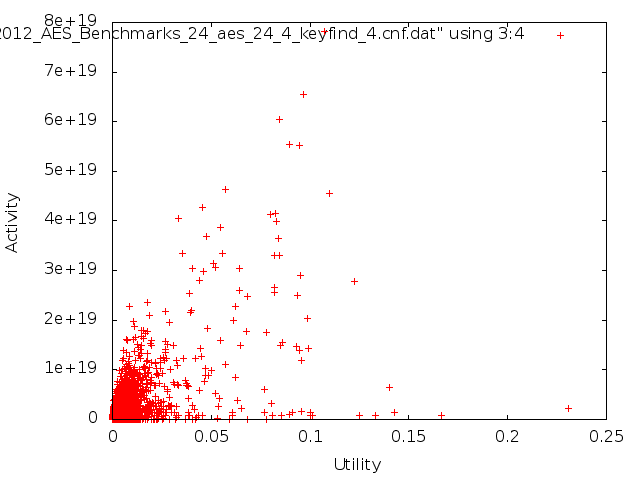 8e+19
2012_AES_Benchmarks_24_aes_24_4_keyfind_4.cnf.dat" using 3:4
7e+19
6e+19
5e+19
4e+19
3e+19
2e+19
1e+19
0
Activity
0 0.05 0.1 0.15 0.2 0.25
Utility